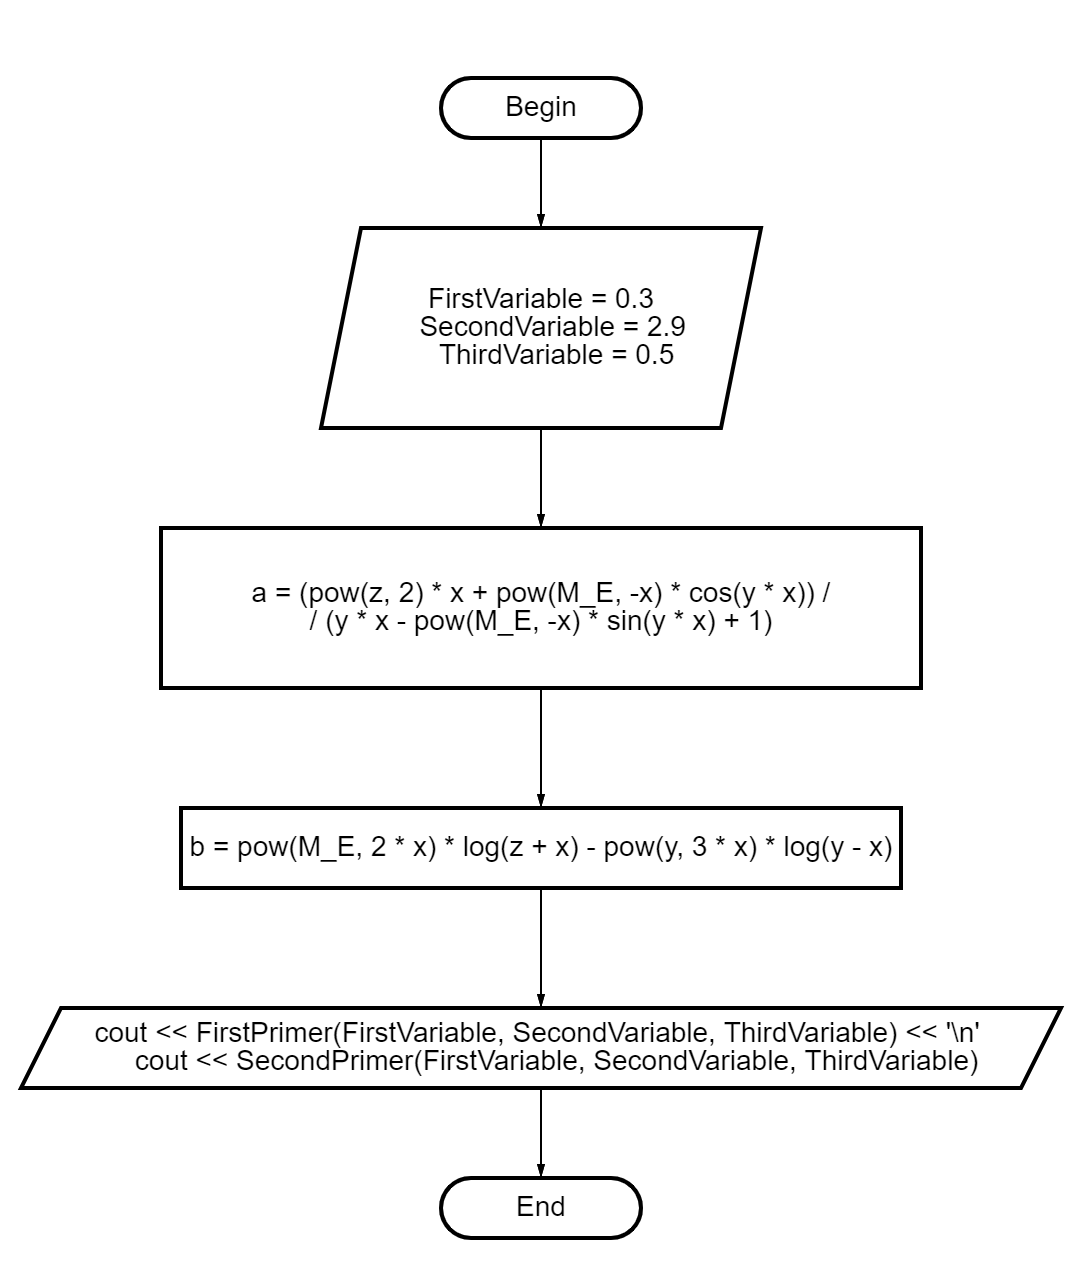 Begin
FirstVariable = 0.3
SecondVariable = 2.9
ThirdVariable = 0.5
a = (pow(z, 2) * x + pow(M_E, -x) * cos(y * x)) /
/ (y * x - pow(M_E, -x) * sin(y * x) + 1)
b = pow(M_E, 2 * x) * log(z + x) - pow(y, 3 * x) * log(y - x)
cout << FirstPrimer(FirstVariable, SecondVariable, ThirdVariable) << '\n'
cout << SecondPrimer(FirstVariable, SecondVariable, ThirdVariable)
End